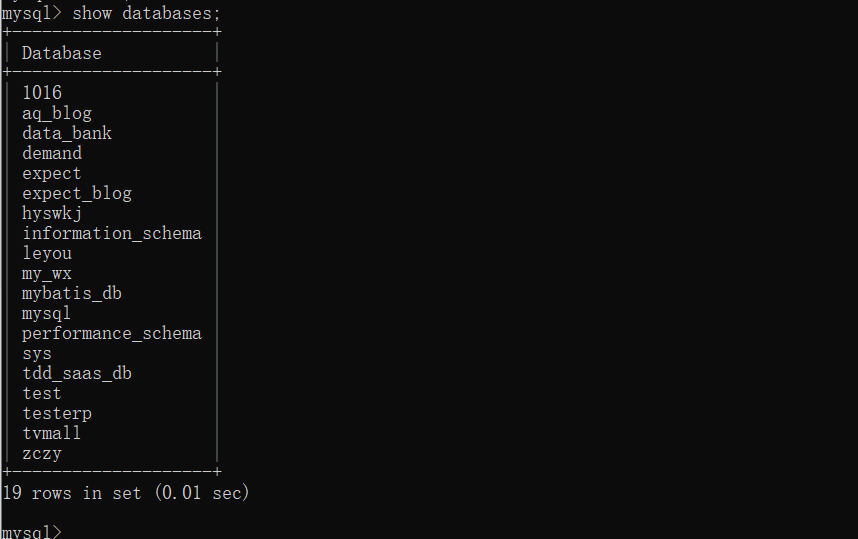 mysql> show databases;
+--------------------+
| Database           |
+--------------------+
| 1016               |
| aq_blog            |
| data_bank          |
| demand             |
| expect             |
| expect_blog        |
| hyswkj             |
| information_schema |
| leyou              |
| my_wx              |
| mybatis_db         |
| mysql              |
| performance_schema |
| sys                |
| tdd_saas_db        |
| test               |
| testerp            |
| tvmall             |
| zczy               |
+--------------------+
19 rows in set (0.01 sec)
mysql>